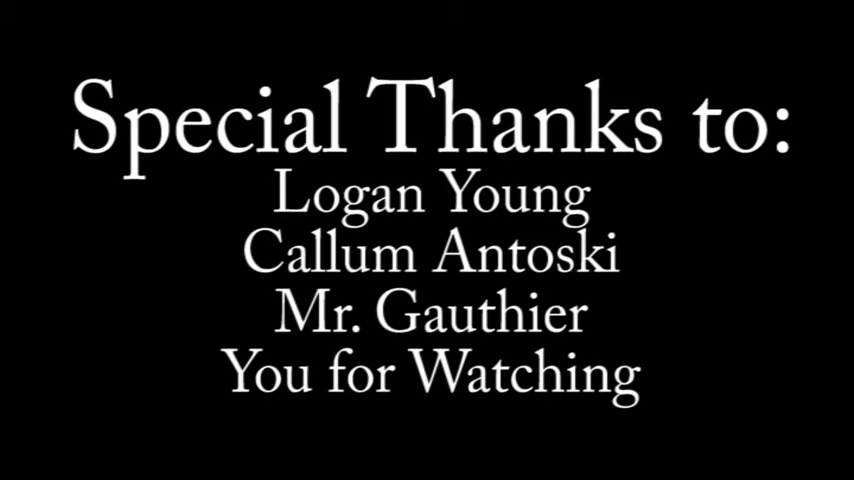 Special Thanks to:
Logan Young
Callum Antoski
Mr. Gauthier
You for Watching